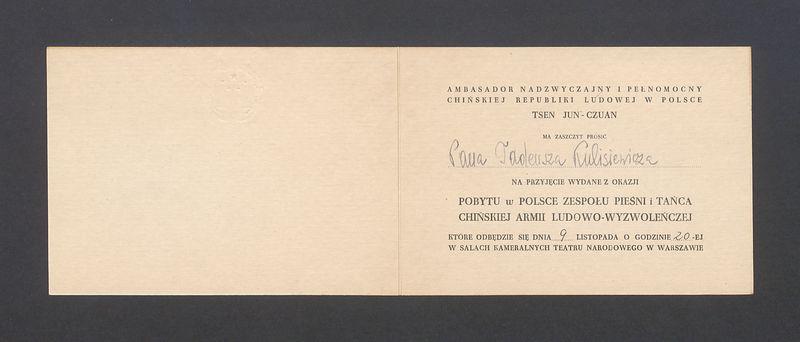 AMBASADOR NADZWYCZAJNY I PEŁNOMOCNY
CHIŃSKIEJ REPUBLIKI LUDOWEJ W POLSCE
TSEN JUN-CZUAN
MA ZASZCZYT PROSIĆ
Pana Tadeusza Kulisiewicza
NA PRZYJĘCIE WYDANE Z OKAZJI
POBYTU w POLSCE ZESPOŁU PIEŚNI i TAŃCA
CHIŃSKIEJ ARMII LUDOWO-WYZWOLEŃCZEJ
KTÓRE ODBĘDZIE SIĘ DNIA 9 LISTOPADA O GODZINIE 20-EJ
W SALACH KAMERALNYCH TEATRU NARODOWEGO W WARSZAWIE